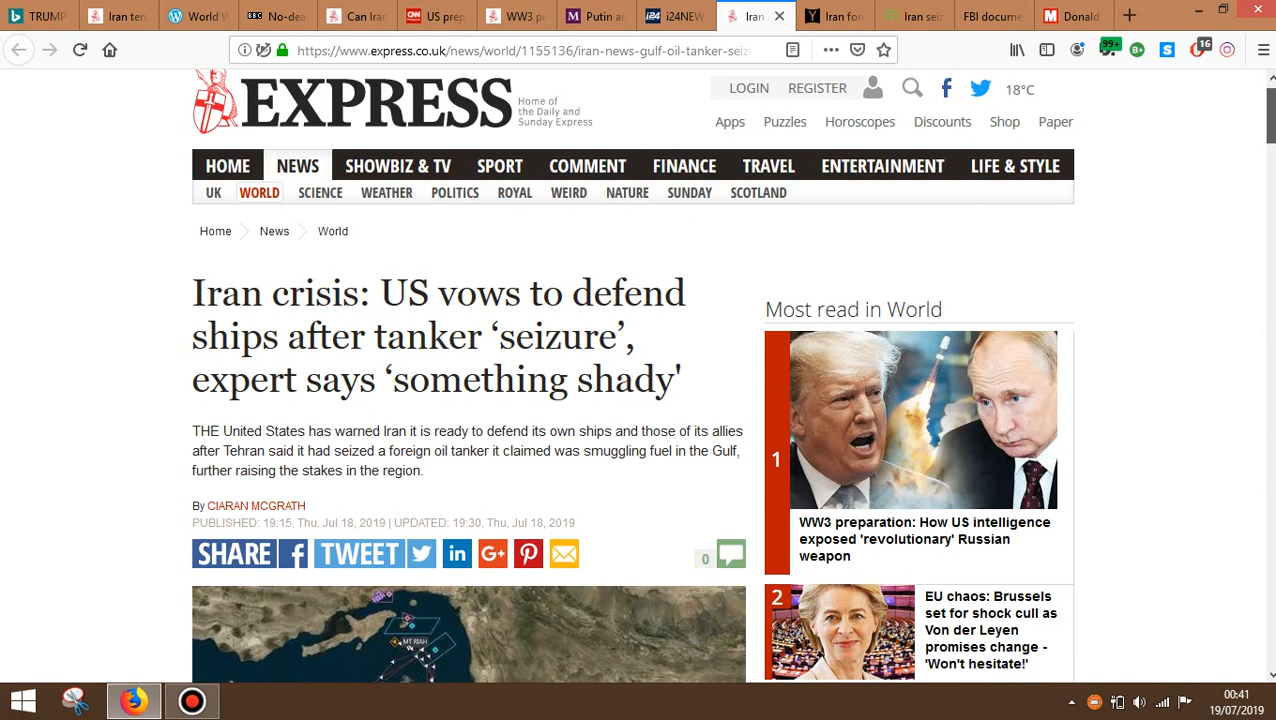 TRUMP
Iran ten
World W
No-dea
Can Iran
US prep
WW3 pr
Putin ar
i24NEW
Iran
Iran for
Iran seiz
FBI docume
Donald
https://www.express.co.uk/news/world/1155136/iran-news-gulf-oil-tanker-seiz
99+
16
EXPRESS
Home of
the Daily and
Sunday Express
LOGIN
REGISTER
18°C
Apps
Puzzles
Horoscopes
Discounts
Shop
Paper
HOME
NEWS
SHOWBIZ & TV
SPORT
COMMENT
FINANCE
TRAVEL
ENTERTAINMENT
LIFE & STYLE
UK
WORLD
SCIENCE
WEATHER
POLITICS
ROYAL
WEIRD
NATURE
SUNDAY
SCOTLAND
Home
News
World
Iran crisis: US vows to defend
ships after tanker ‘seizure’,
expert says ‘something shady'
THE United States has warned Iran it is ready to defend its own ships and those of its allies
after Tehran said it had seized a foreign oil tanker it claimed was smuggling fuel in the Gulf,
further raising the stakes in the region.
By CIARAN MCGRATH
PUBLISHED: 19:15, Thu, Jul 18, 2019 | UPDATED: 19:30, Thu, Jul 18, 2019
SHARE
TWEET
0
MT RIAH
Most read in World
1
WW3 preparation: How US intelligence
exposed 'revolutionary' Russian
weapon
2
EU chaos: Brussels
set for shock cull as
Von der Leyen
promises change -
'Won't hesitate!'
00:41
19/07/2019